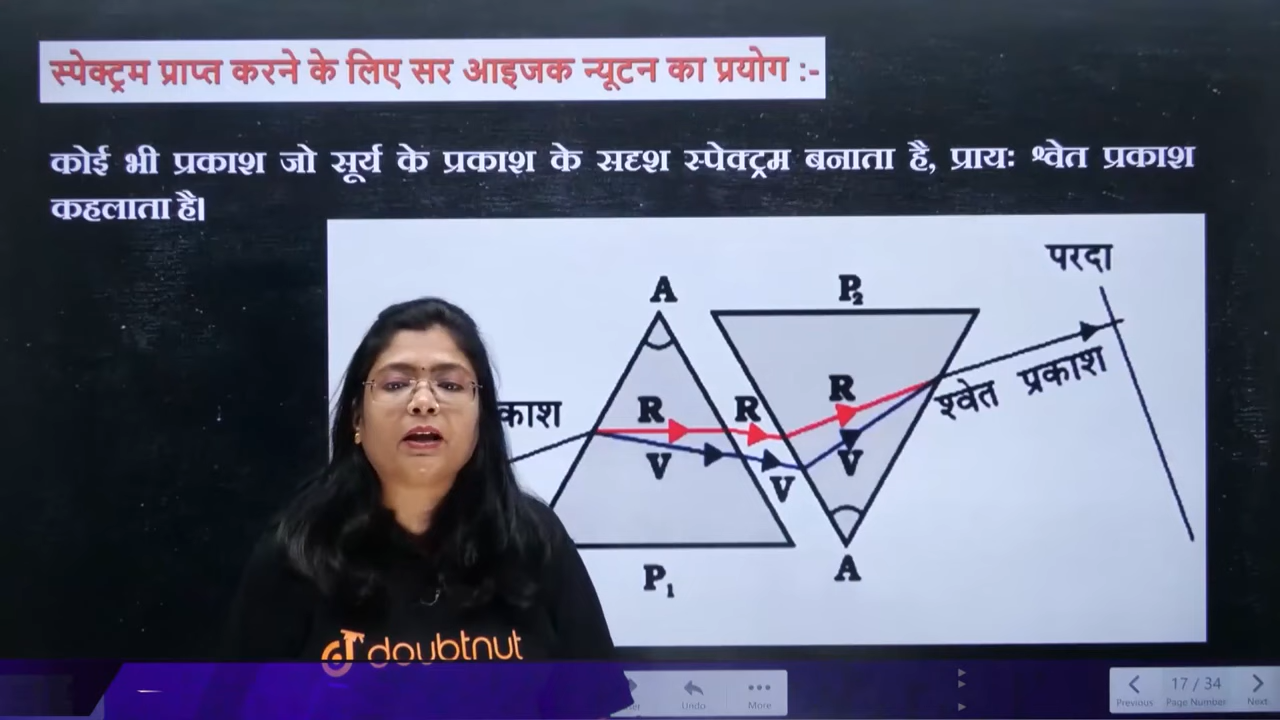 स्पेक्ट्रम प्राप्त करने के लिए सर आइजक न्यूटन का प्रयोग :-
कोई भी प्रकाश जो सूर्य के प्रकाश के सदृश स्पेक्ट्रम बनाता है, प्रायः श्वेत प्रकाश
कहलाता है।
परदा
A
P₂
R
R
R
काश
V
V
V
श्वेत प्रकाश
A
P₁
doubtnut
Undo
More
Previous
17 / 34
Page Number
Next